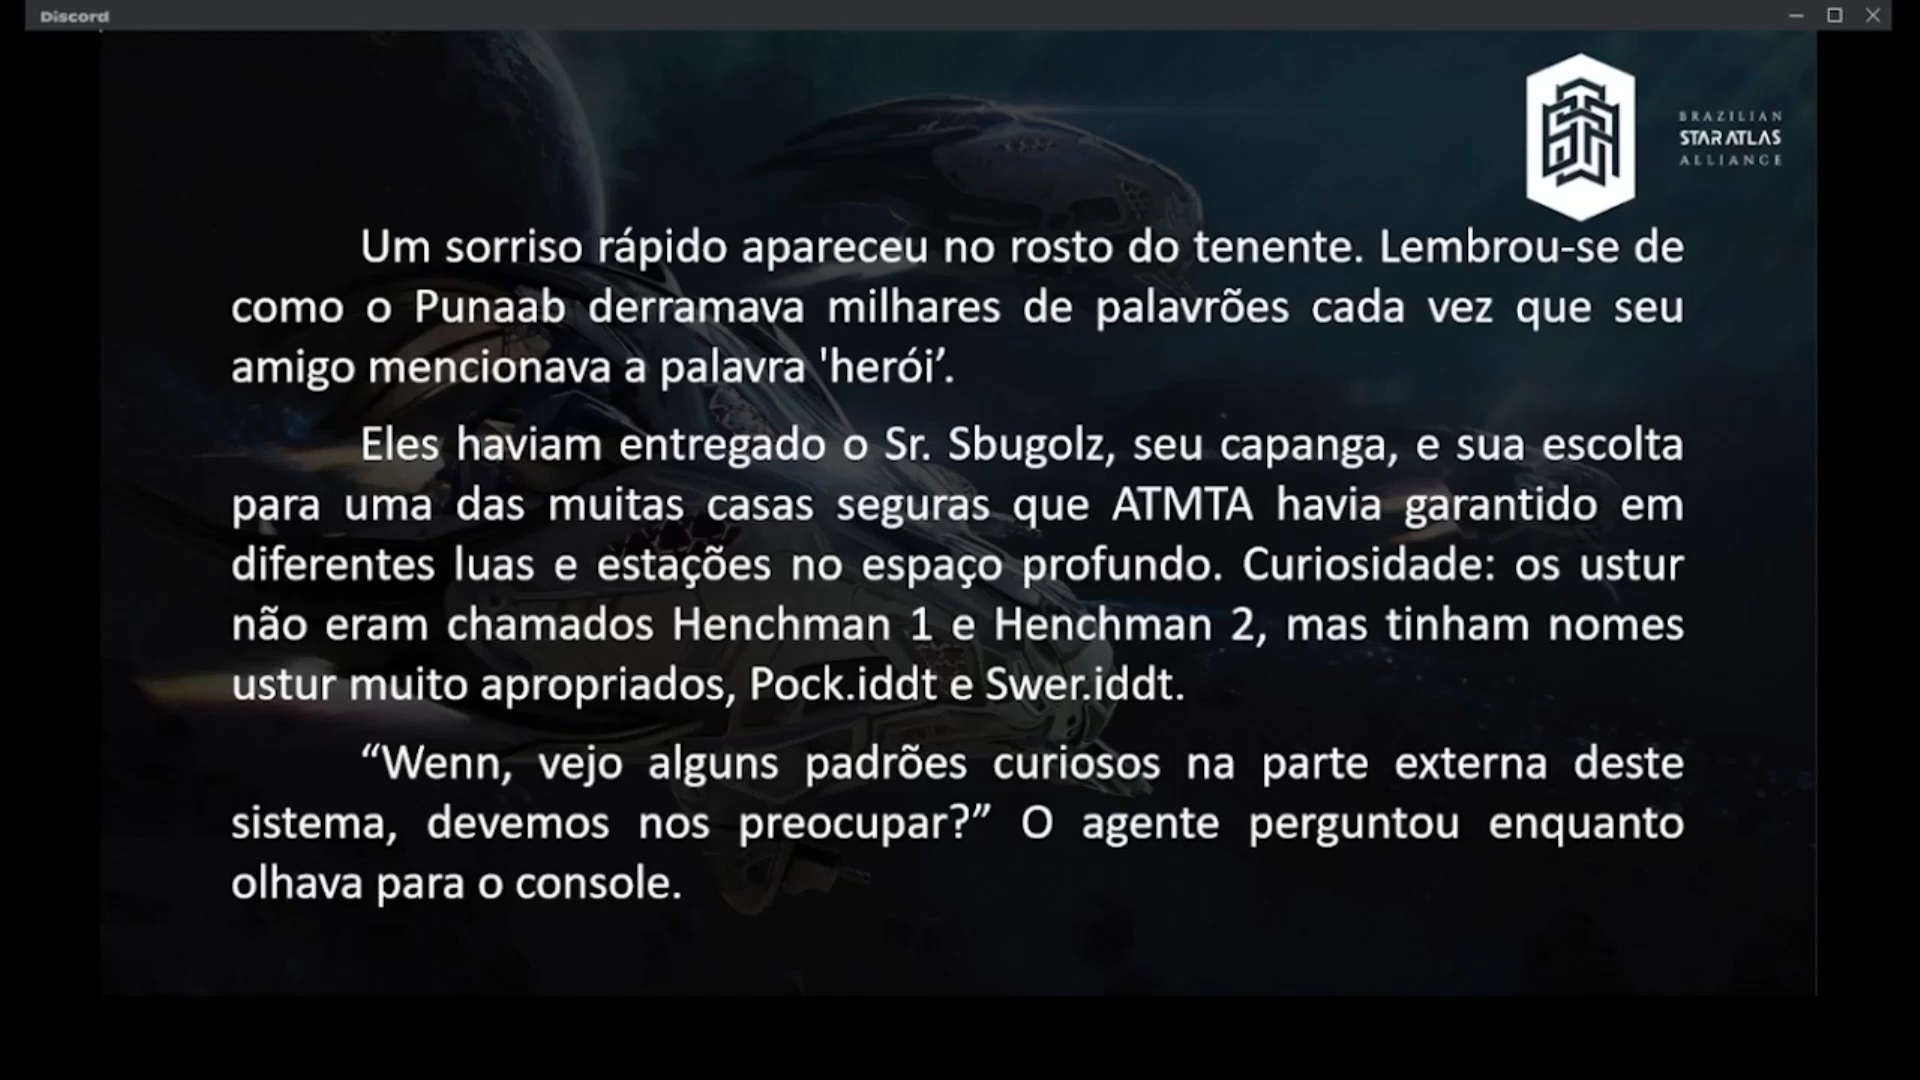 Discord
BRAZILIAN
STAR ATLAS
ALLIANCE
Um sorriso rápido apareceu no rosto do tenente. Lembrou-se de
como o Punaab derramava milhares de palavrões cada vez que seu
amigo mencionava a palavra 'herói’.
Eles haviam entregado o Sr. Sbugolz, seu capanga, e sua escolta
para uma das muitas casas seguras que ATMTA havia garantido em
diferentes luas e estações no espaço profundo. Curiosidade: os ustur
não eram chamados Henchman 1 e Henchman 2, mas tinham nomes
ustur muito apropriados, Pock.iddt e Swer.iddt.
“Wenn, vejo alguns padrões curiosos na parte externa deste
sistema, devemos nos preocupar?” O agente perguntou enquanto
olhava para o console.